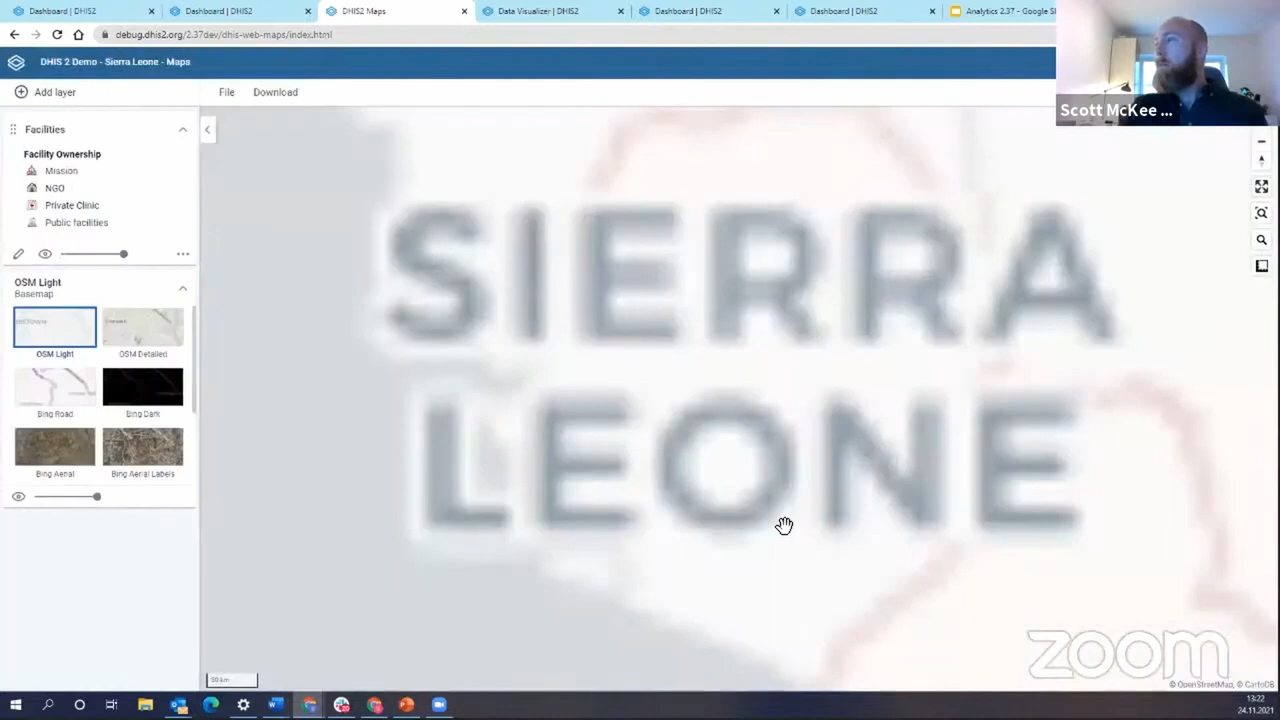 Dashboard | DHIS2
Dashboard | DHIS2
DHIS2 Maps
Data Visualizer | DHIS2
Dashboard | DHIS2
Dashboard | DHIS2
Analytics 2.37 - Google Sl
debug.dhis2.org/2.37dev/dhis-web-maps/index.html
DHIS 2 Demo - Sierra Leone - Maps
Scott McKee ...
Add layer
File
Download
Facilities
Facility Ownership
Mission
NGO
Private Clinic
Public facilities
OSM Light
Basemap
OSM Light
OSM Detailed
Bing Road
Bing Dark
Bing Aerial
Bing Aerial Labels
SIERRA
LEONE
50 km
zoom
© OpenStreetMap, © CartoDB
13:22
24.11.2021